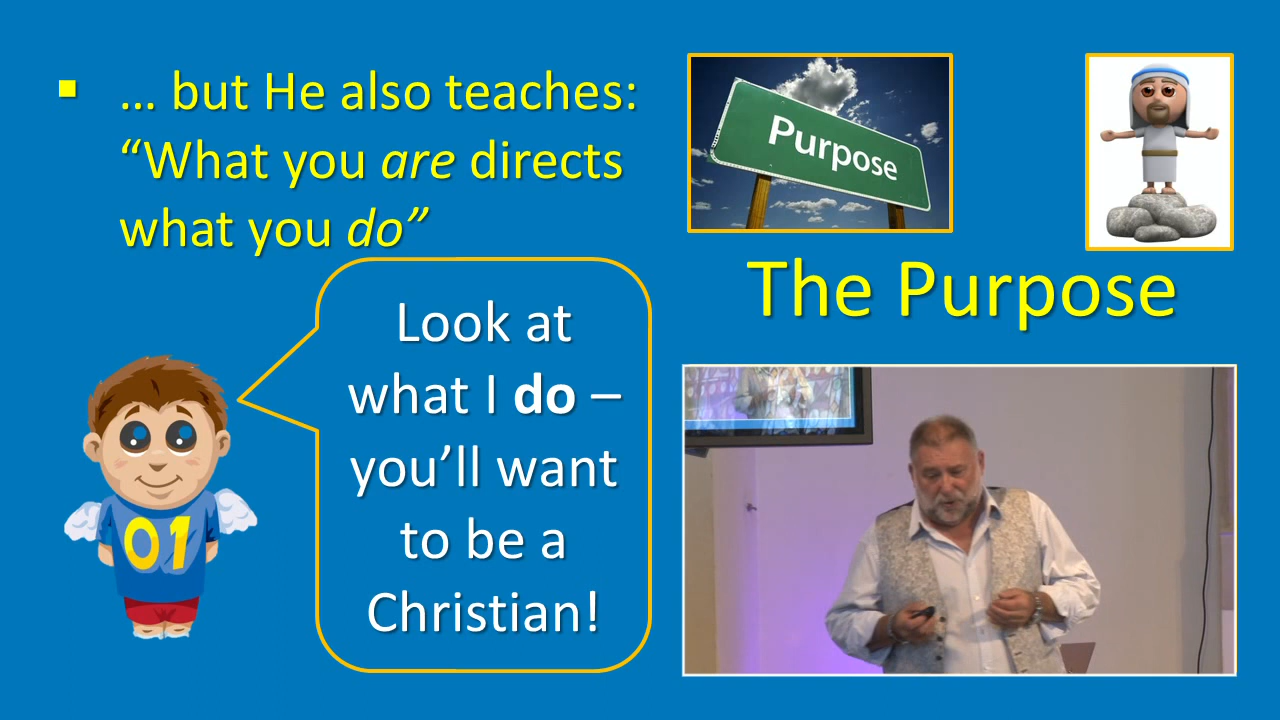 ▪ … but He also teaches:
“What you are directs
what you do”
Look at
what I do –
you’ll want
to be a
Christian!
01
Purpose
The Purpose